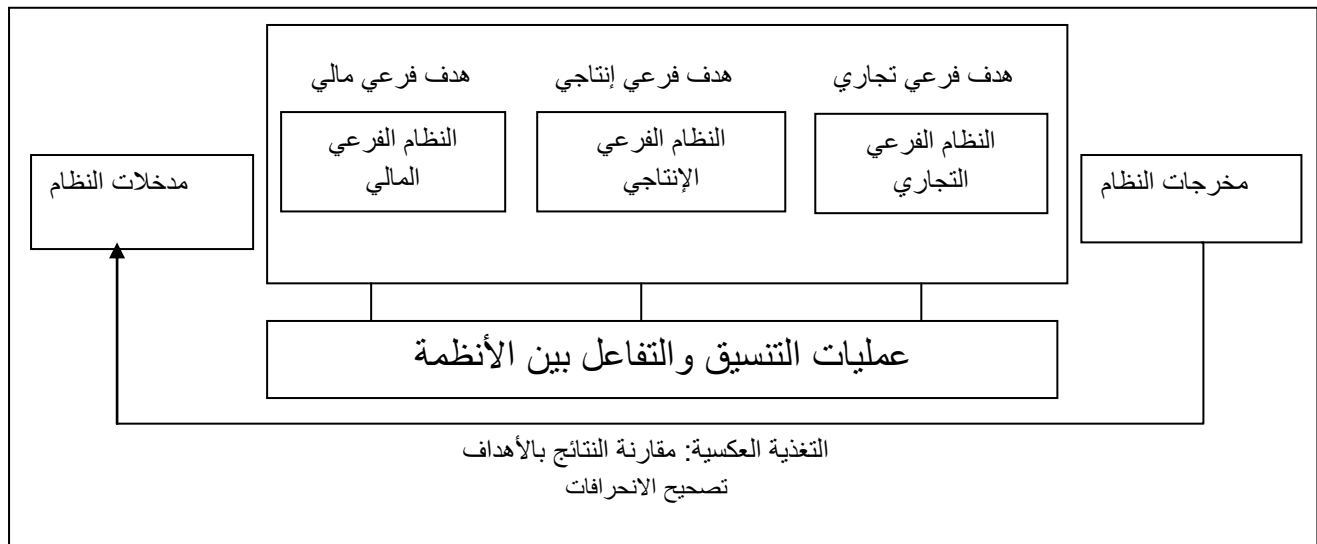 هدف فرعي تجاري
هدف فرعي إنتاجي
هدف فرعي مالي
النظام الفرعي
التجاري
النظام الفرعي
الإنتاجي
النظام الفرعي
المالي
مخرجات النظام
مدخلات النظام
عمليات التنسيق والتفاعل بين الأنظمة
التغذية العكسية: مقارنة النتائج بالأهداف
تصحيح الانحرافات